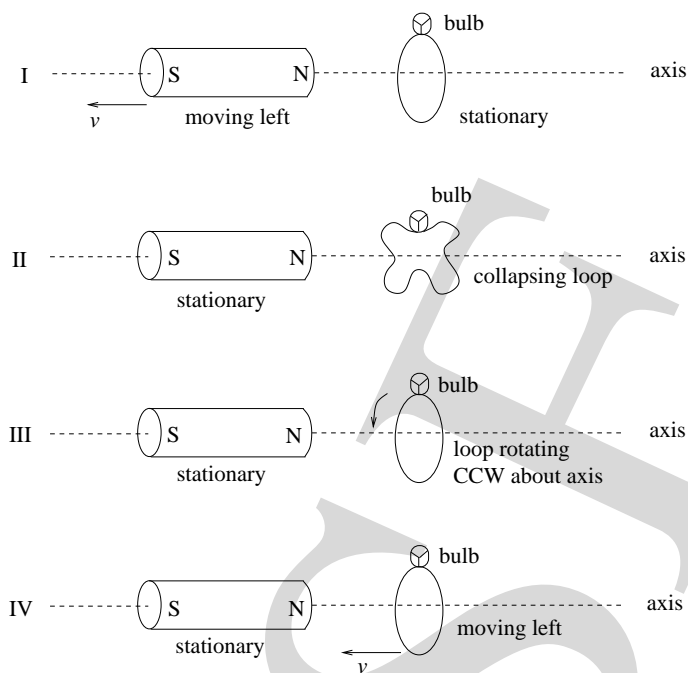 bulb
I
S
N
axis
v
moving left
stationary
bulb
II
S
N
axis
stationary
collapsing loop
bulb
III
S
N
axis
stationary
loop rotating
CCW about axis
bulb
IV
S
N
axis
stationary
v
moving left